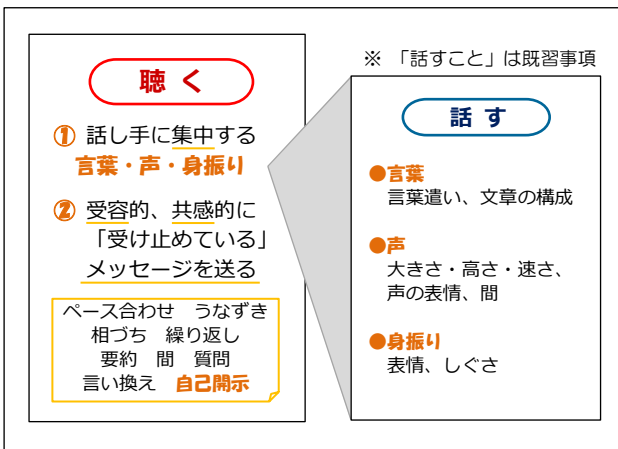 聴く
① 話し手に集中する
言葉・声・身振り
② 受容的、共感的に
「受け止めている」
メッセージを送る
ペース合わせ うなずき
相づち 繰り返し
要約 間 質問
言い換え 自己開示
※ 「話すこと」は既習事項
話す
●言葉
言葉遣い、文章の構成
●声
大きさ・高さ・速さ、
声の表情、間
●身振り
表情、しぐさ